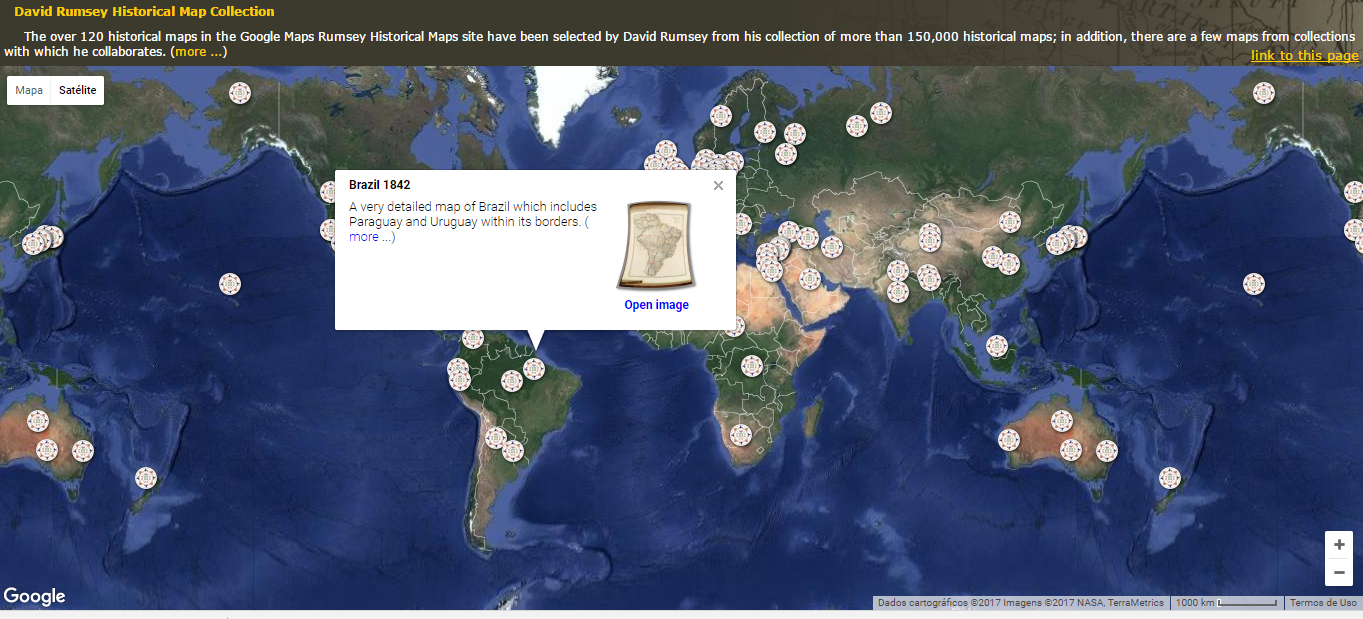 David Rumsey Historical Map Collection
The over 120 historical maps in the Google Maps Rumsey Historical Maps site have been selected by David Rumsey from his collection of more than 150,000 historical maps; in addition, there are a few maps from collections
with which he collaborates. (more ...)
link to this page
Mapa
Satélite
Brazil 1842
A very detailed map of Brazil which includes
Paraguay and Uruguay within its borders. (
more ...)
Open image
Google
Dados cartográficos ©2017 Imagens ©2017 NASA, TerraMetrics
1000 km
Termos de Uso